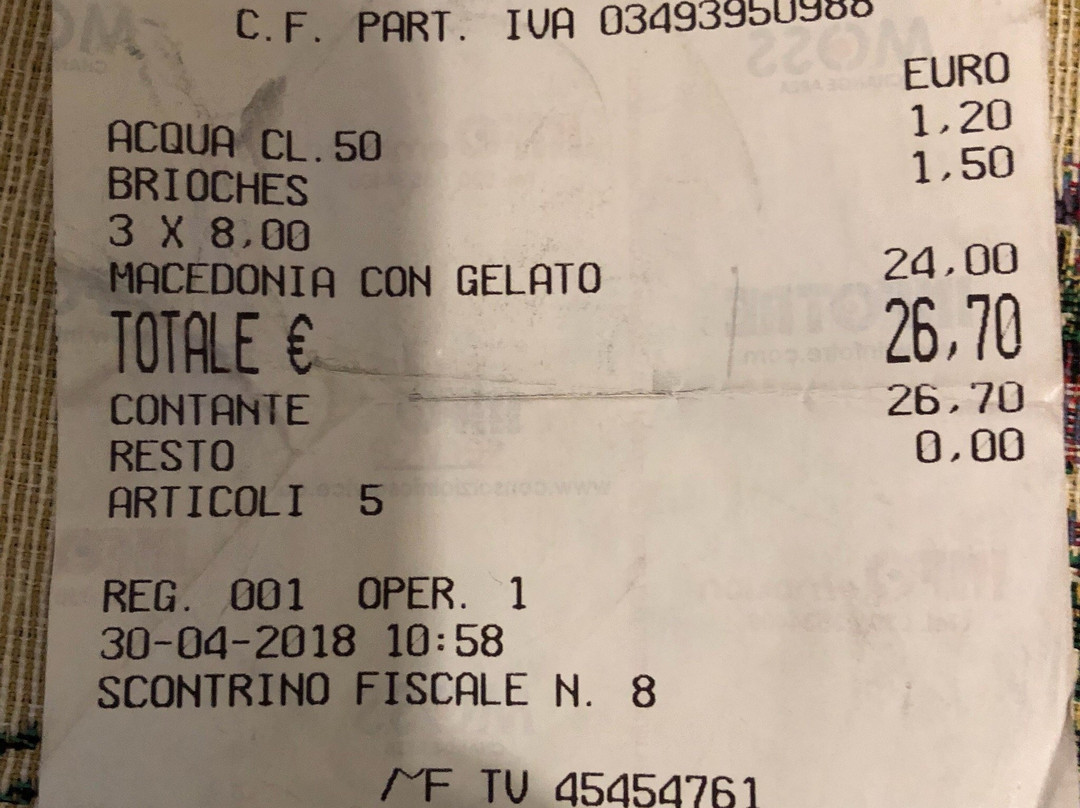 C.F. PART. IVA 03493950988
EURO
ACQUA CL.50 1,20
BRIOCHES 1,50
3 X 8,00
MACEDONIA CON GELATO 24,00
TOTALE € 26,70
CONTANTE 26,70
RESTO 0,00
ARTICOLI 5
REG. 001 OPER. 1
30-04-2018 10:58
SCONTRINO FISCALE N. 8
MF TV 45454761